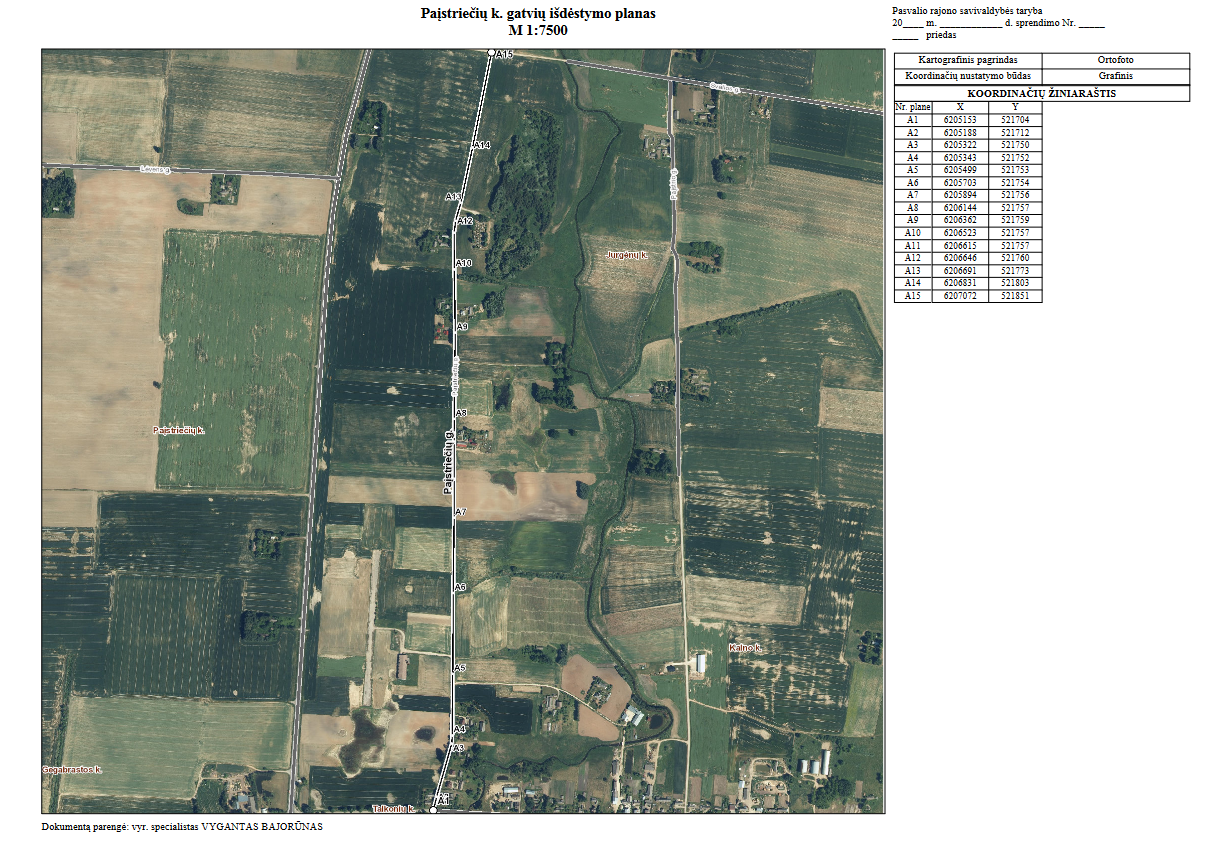 Paįstriečių k. gatvių išdėstymo planas
M 1:7500
Pasvalio rajono savivaldybės taryba
20____ m. _____________ d. sprendimo Nr. _____
_____ priedas
Kartografinis pagrindas Ortofoto
Koordinačių nustatymo būdas Grafinis
KOORDINAČIŲ ŽINIARAŠTIS
Nr. plane X Y
A1 6205153 521704
A2 6205188 521712
A3 6205322 521750
A4 6205343 521752
A5 6205499 521753
A6 6205703 521754
A7 6205894 521756
A8 6206144 521757
A9 6206362 521759
A10 6206523 521757
A11 6206615 521757
A12 6206646 521760
A13 6206691 521773
A14 6206831 521803
A15 6207072 521851
A15
A14
Lėvens g.
A13
A12
Jurgėnų k.
A10
A9
Paįstriečių g.
A8
Paįstriečių k.
Paįstriečių g.
A7
A6
Kalno k.
A5
A4
A3
Gegabrastos k.
A1
Talkonių k.
Dokumentą parengė: vyr. specialistas VYGANTAS BAJORŪNAS